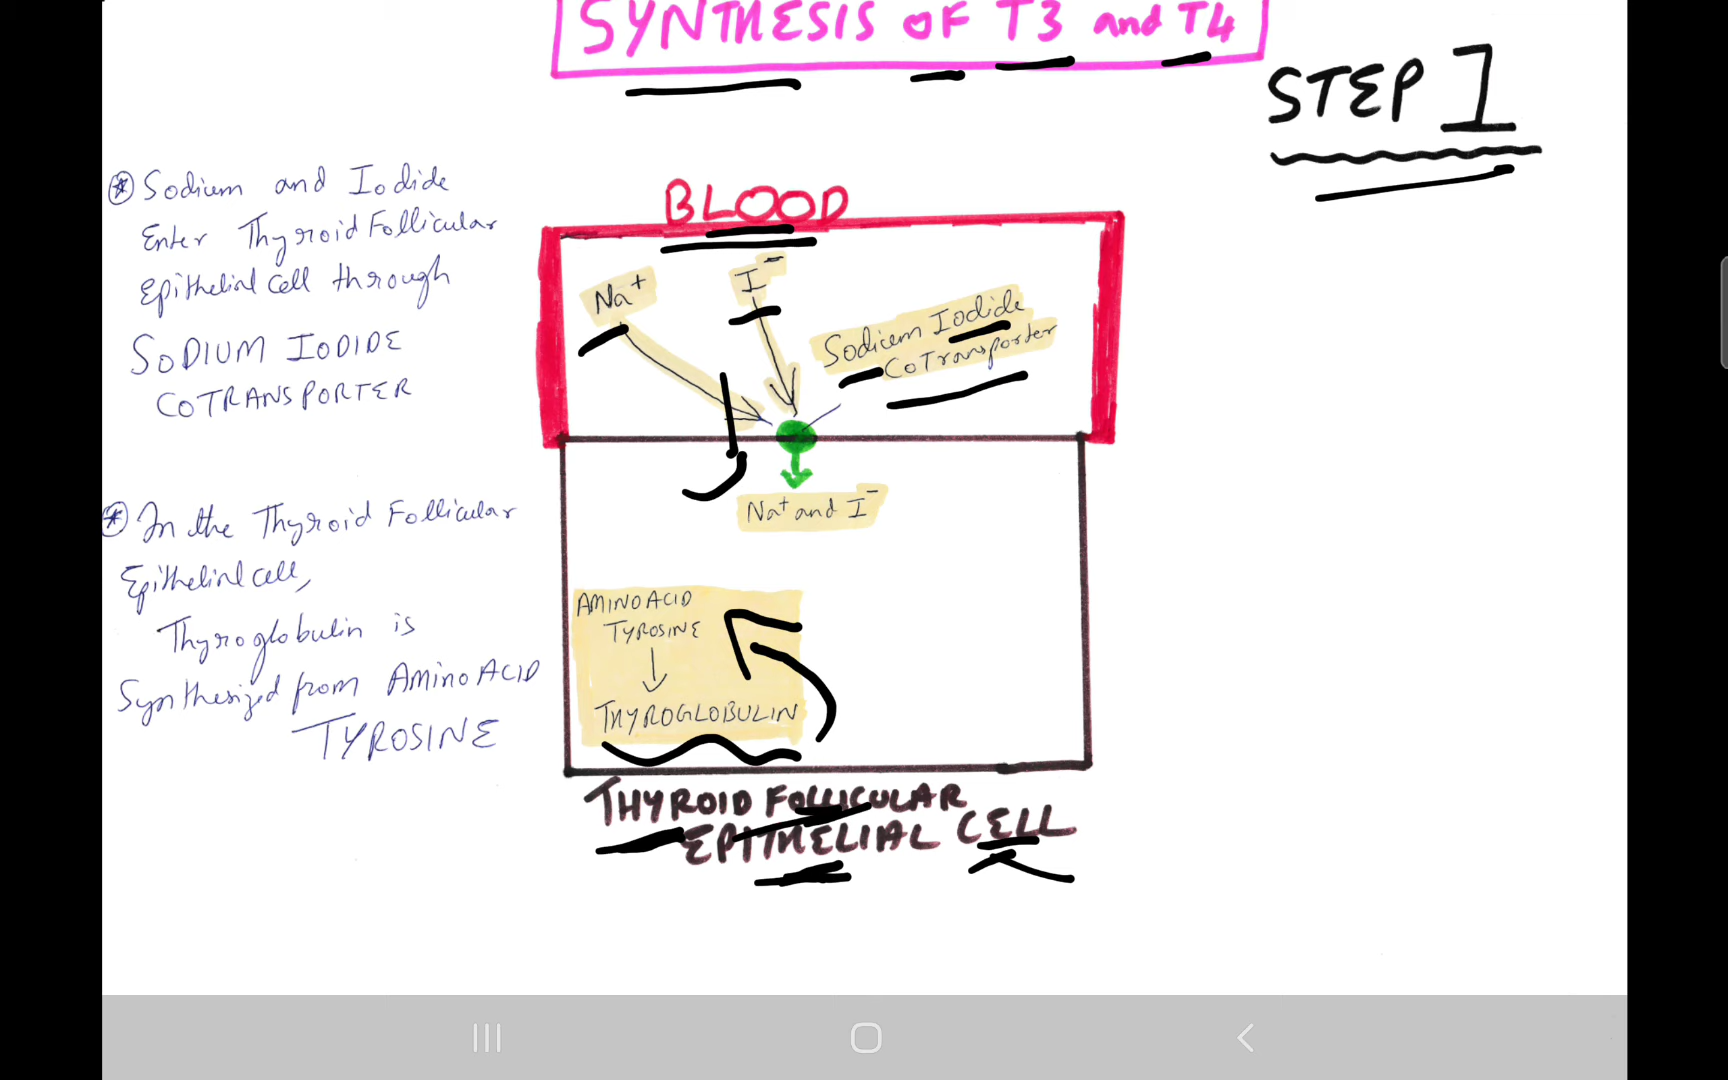 SYNTHESIS OF T3 and T4
STEP 1
* Sodium and Iodide
Enter Thyroid Follicular
Epithelial Cell through
SODIUM IODIDE
COTRANSPORTER
* In the Thyroid Follicular
Epithelial cell,
Thyroglobulin is
Synthesized from AMINO ACID
TYROSINE
BLOOD
Na+
I-
Sodium Iodide
CoTransporter
Na+ and I-
AMINO ACID
TYROSINE
THYROGLOBULIN
THYROID FOLLICULAR
EPITHELIAL CELL